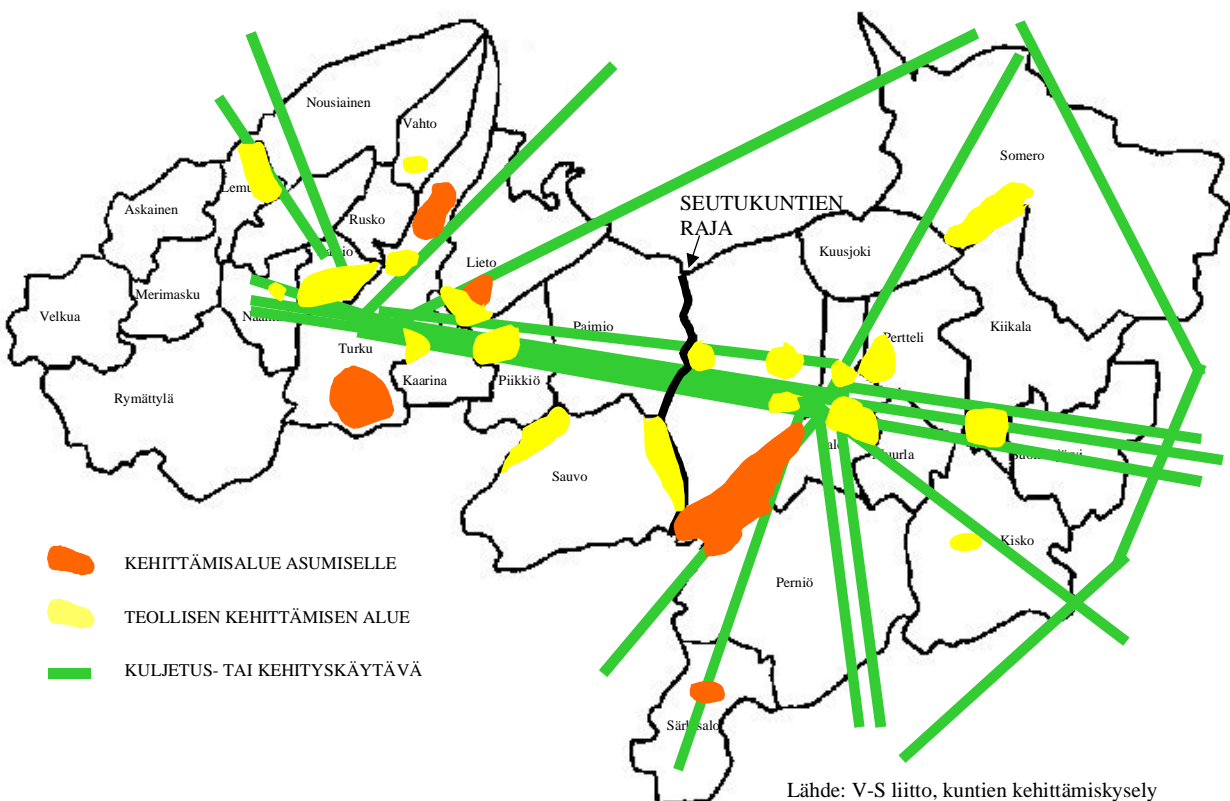 Nousiainen
Vahto
Somero
Askainen
Rusko
SEUTUKUNTIEN
RAJA
Lieto
Kuusjoki
Merimasku
Velkua
Paimio
Pertteli
Kiikala
Turku
Kaarina
Piikkiö
Rymättylä
Sauvo
Kisko
Perniö
KEHITTÄMISALUE ASUMISELLE
TEOLLISEN KEHITTÄMISEN ALUE
KULJETUS- TAI KEHITYSKÄYTÄVÄ
Lähde: V-S liitto, kuntien kehittämiskysely